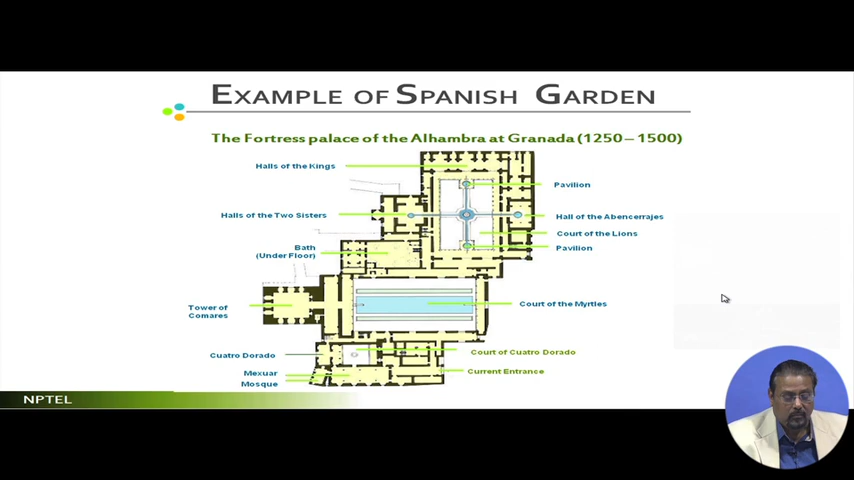 EXAMPLE OF SPANISH GARDEN
The Fortress palace of the Alhambra at Granada (1250 – 1500)
Halls of the Kings
Pavilion
Halls of the Two Sisters
Hall of the Abencerrajes
Court of the Lions
Bath
(Under Floor)
Pavilion
Tower of
Comares
Court of the Myrtles
Cuatro Dorado
Court of Cuatro Dorado
Mexuar
Current Entrance
Mosque
NPTEL